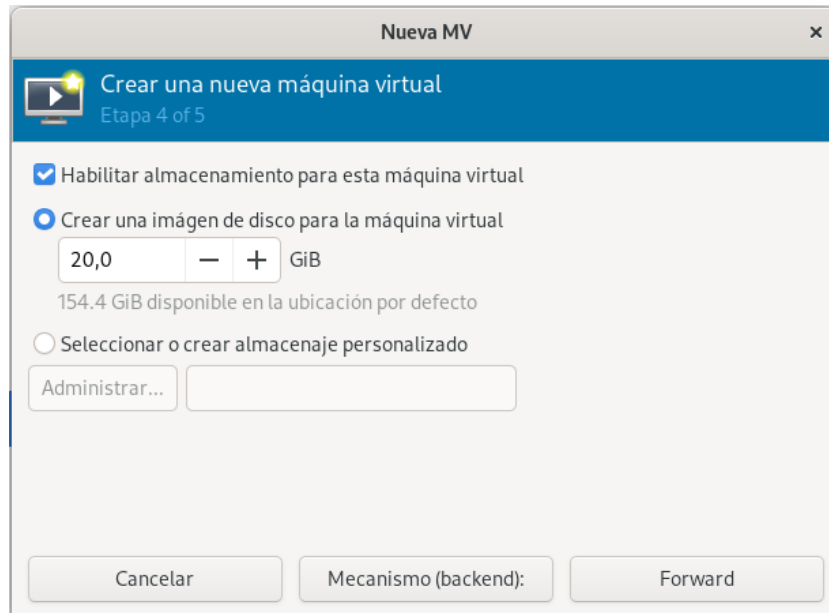 Nueva MV
Crear una nueva máquina virtual
Etapa 4 of 5
Habilitar almacenamiento para esta máquina virtual
Crear una imágen de disco para la máquina virtual
20,0 GiB
154.4 GiB disponible en la ubicación por defecto
Seleccionar o crear almacenaje personalizado
Administrar...
Cancelar Mecanismo (backend): Forward